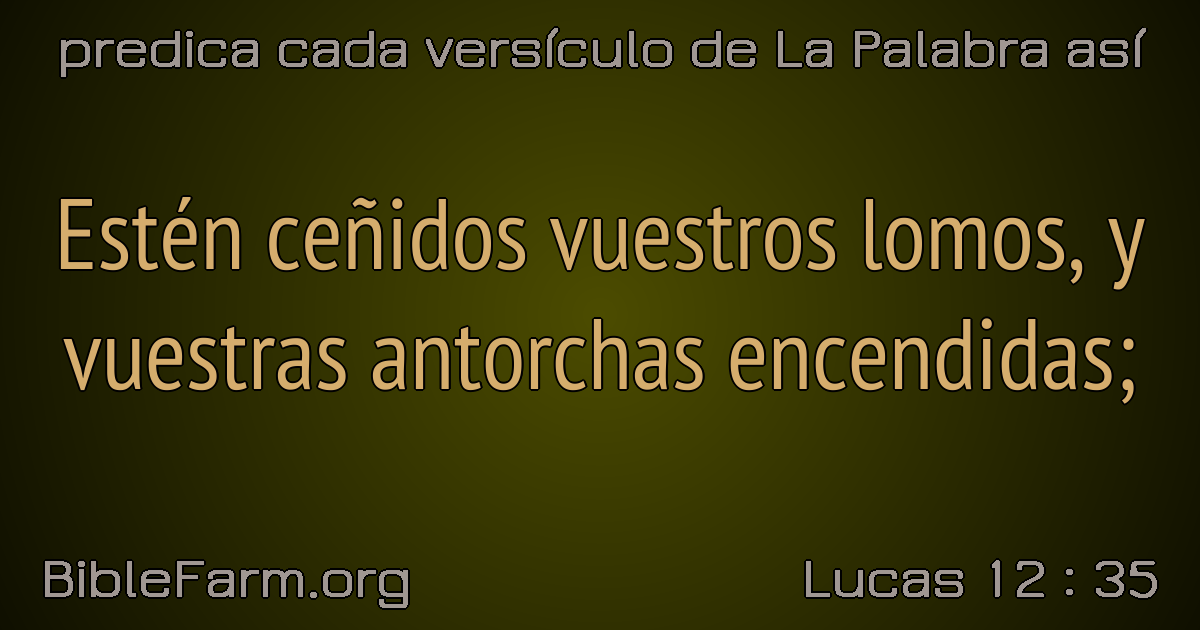 predica cada versículo de La Palabra así
Estén ceñidos vuestros lomos, y
vuestras antorchas encendidas;
BibleFarm.org
Lucas 12 : 35